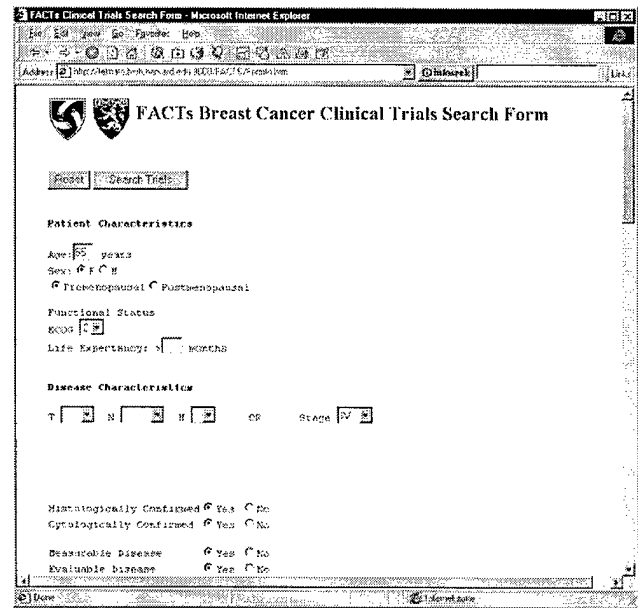 FACTs Clinical Trials Search Form - Microsoft Internet Explorer
File Edit View Go Favorites Help
Address
Links
FACTs Breast Cancer Clinical Trials Search Form
Reset Search Trials
Patient Characteristics
Age: 55 years
Sex: F M
Premenopausal Postmenopausal
Functional Status
ECOG
Life Expectancy: > months
Disease Characteristics
T N M OR Stage IV
Histologically Confirmed Yes No
Cytologically Confirmed Yes No
Measurable Disease Yes No
Evaluable Disease Yes No
Done Internet zone